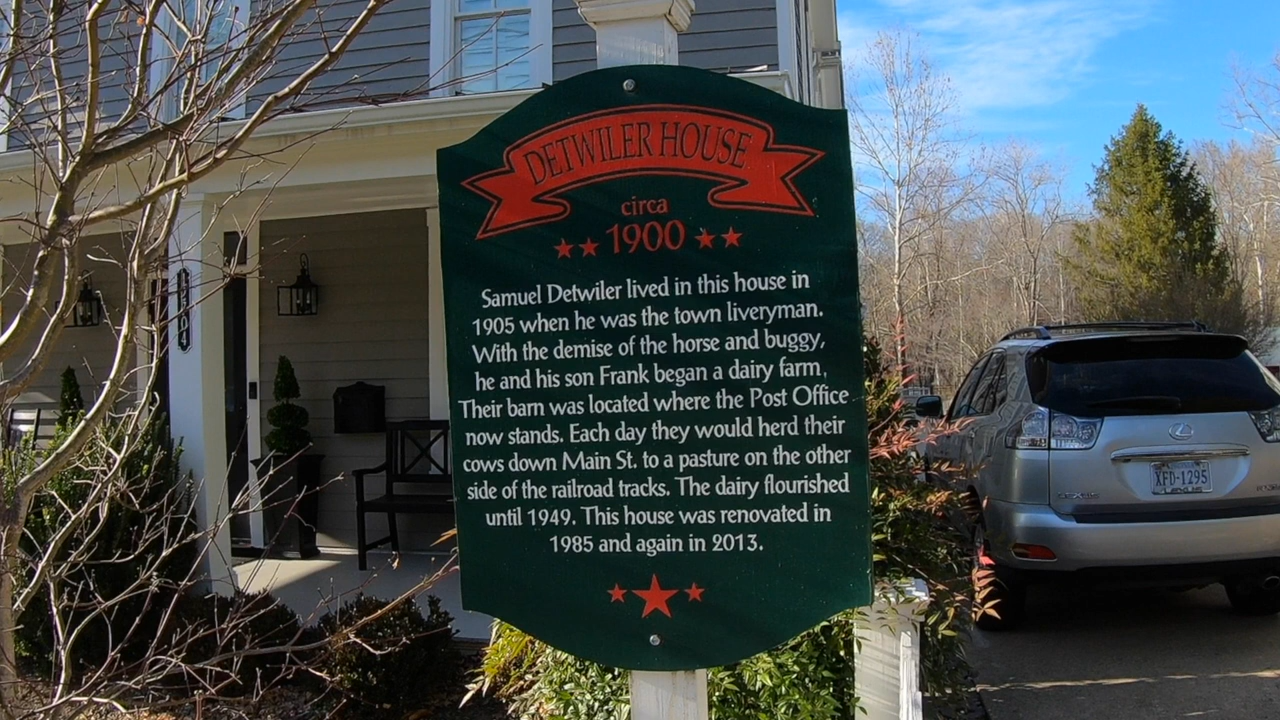 DETWILER HOUSE
circa
1900
Samuel Detwiler lived in this house in
1905 when he was the town liveryman.
With the demise of the horse and buggy,
he and his son Frank began a dairy farm,
Their barn was located where the Post Office
now stands. Each day they would herd their
cows down Main St. to a pasture on the other
side of the railroad tracks. The dairy flourished
until 1949. This house was renovated in
1985 and again in 2013.
XFD-1295
LEXUS